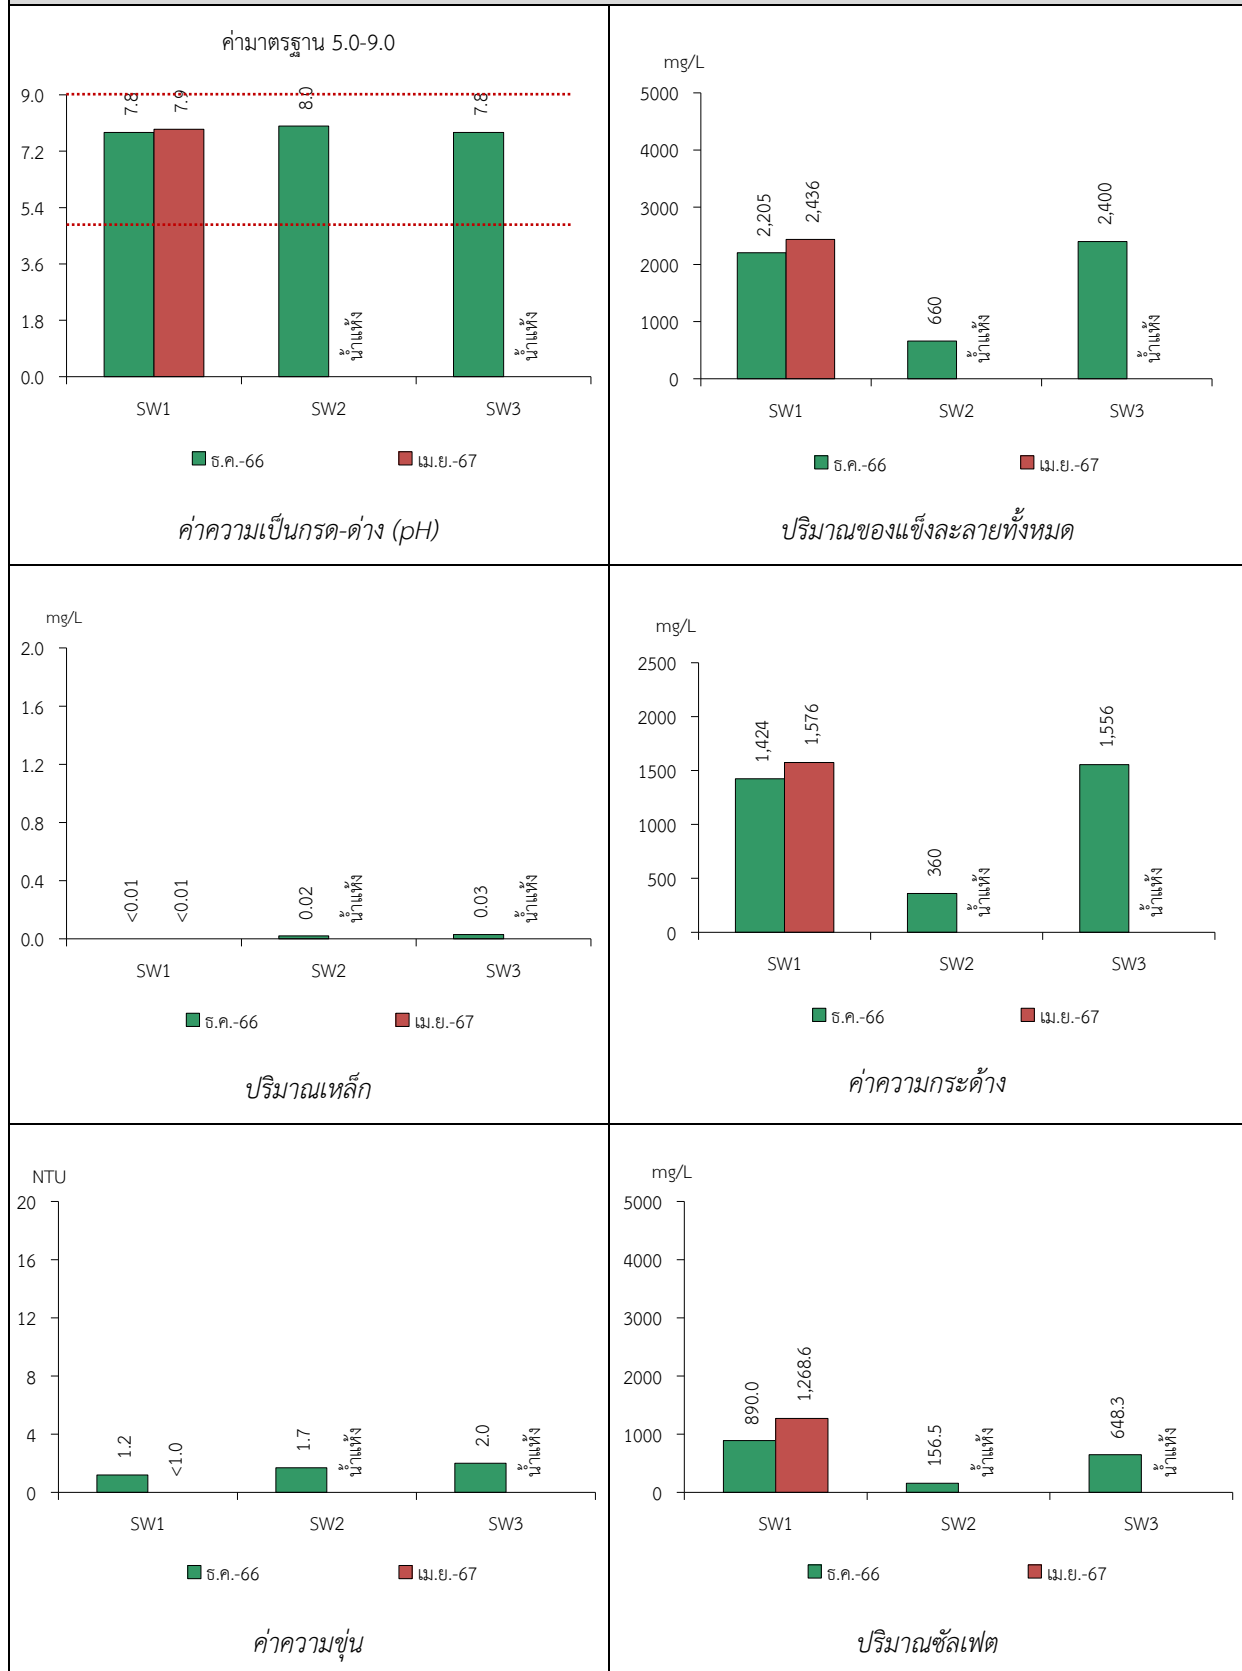 ค่ามาตรฐาน 5.0-9.0
9.0
7.2
5.4
3.6
1.8
0.0
7.8
7.9
8.0
น้ำแห้ง
7.8
น้ำแห้ง
SW1 SW2 SW3
ธ.ค.-66 เม.ย.-67
ค่าความเป็นกรด-ด่าง (pH)
mg/L
5000
4000
3000
2000
1000
0
2,205
2,436
660
น้ำแห้ง
2,400
น้ำแห้ง
SW1 SW2 SW3
ธ.ค.-66 เม.ย.-67
ปริมาณของแข็งละลายทั้งหมด
mg/L
2.0
1.6
1.2
0.8
0.4
0.0
<0.01
<0.01
0.02
น้ำแห้ง
0.03
น้ำแห้ง
SW1 SW2 SW3
ธ.ค.-66 เม.ย.-67
ปริมาณเหล็ก
mg/L
2500
2000
1500
1000
500
0
1,424
1,576
360
น้ำแห้ง
1,556
น้ำแห้ง
SW1 SW2 SW3
ธ.ค.-66 เม.ย.-67
ค่าความกระด้าง
NTU
20
16
12
8
4
0
1.2
<1.0
1.7
น้ำแห้ง
2.0
น้ำแห้ง
SW1 SW2 SW3
ธ.ค.-66 เม.ย.-67
ค่าความขุ่น
mg/L
5000
4000
3000
2000
1000
0
890.0
1,268.6
156.5
น้ำแห้ง
648.3
น้ำแห้ง
SW1 SW2 SW3
ธ.ค.-66 เม.ย.-67
ปริมาณซัลเฟต